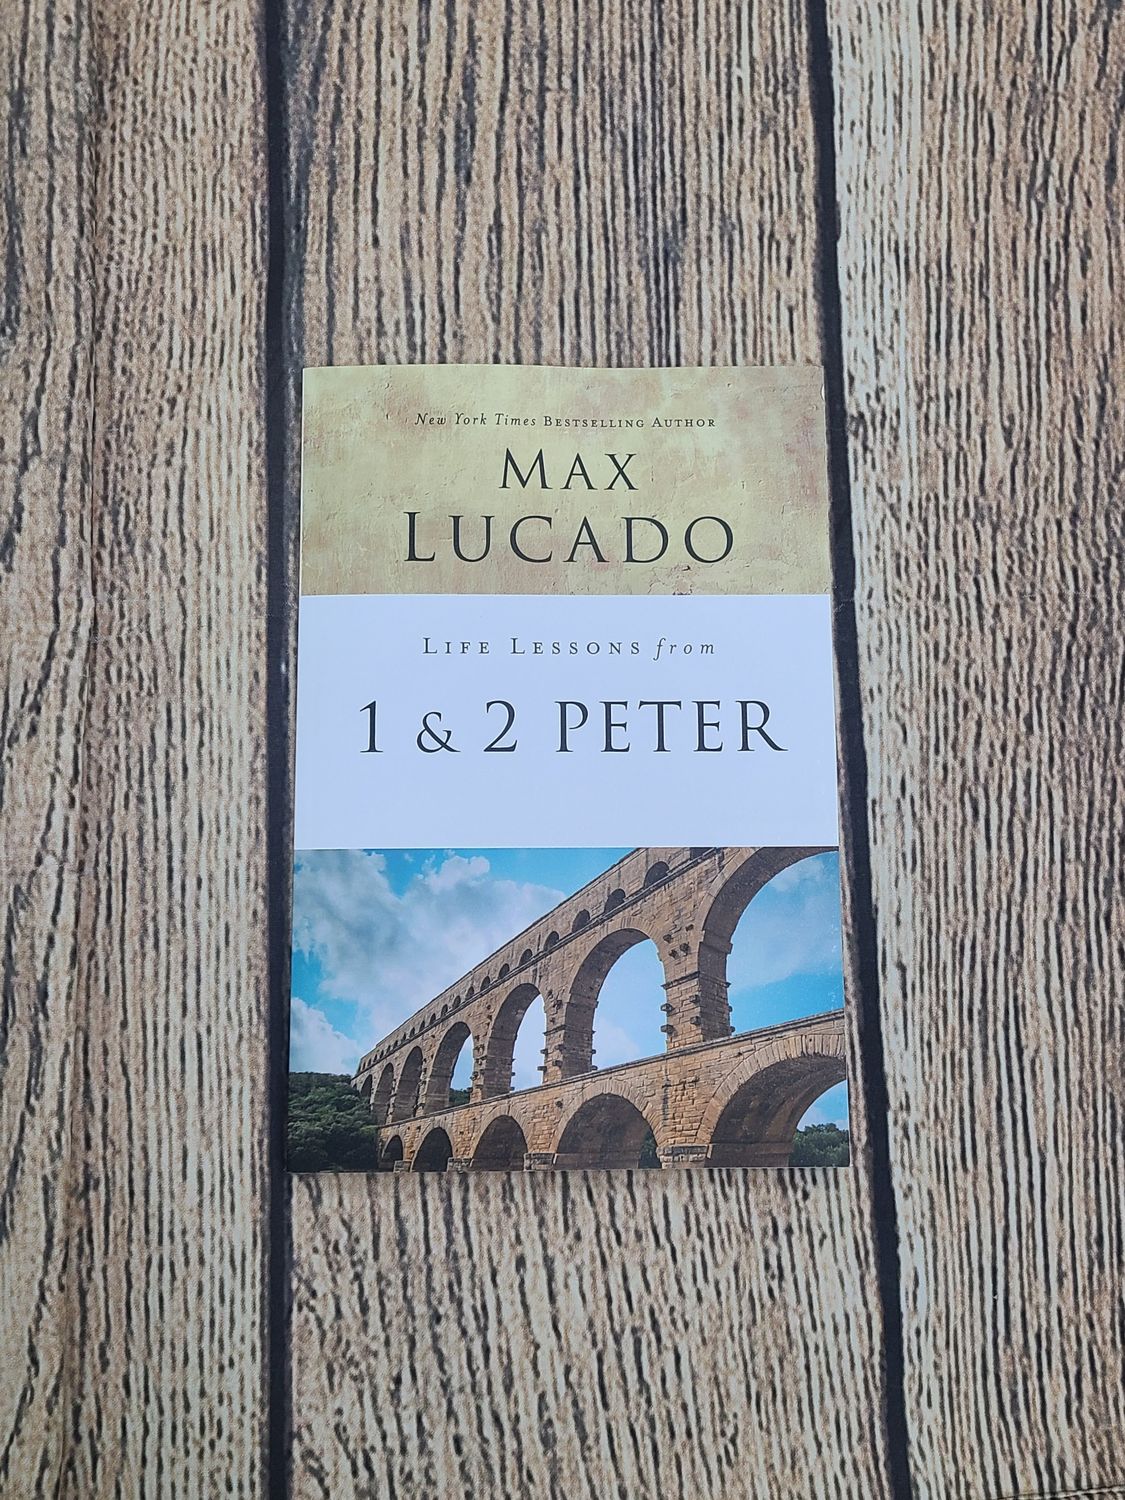 New York Times BESTSELLING AUTHOR
MAX
LUCADO
LIFE LESSONS from
1 & 2 PETER